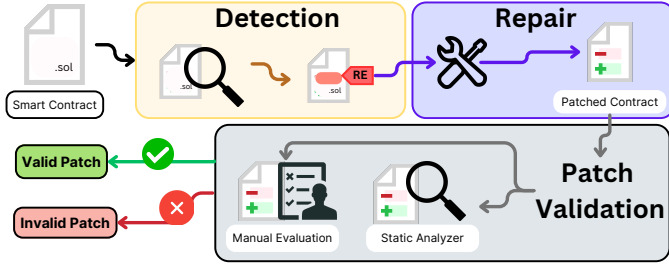 Detection
Repair
.sol
.sol
RE
Smart Contract
Patched Contract
Valid Patch
Invalid Patch
Patch
Validation
Manual Evaluation
Static Analyzer